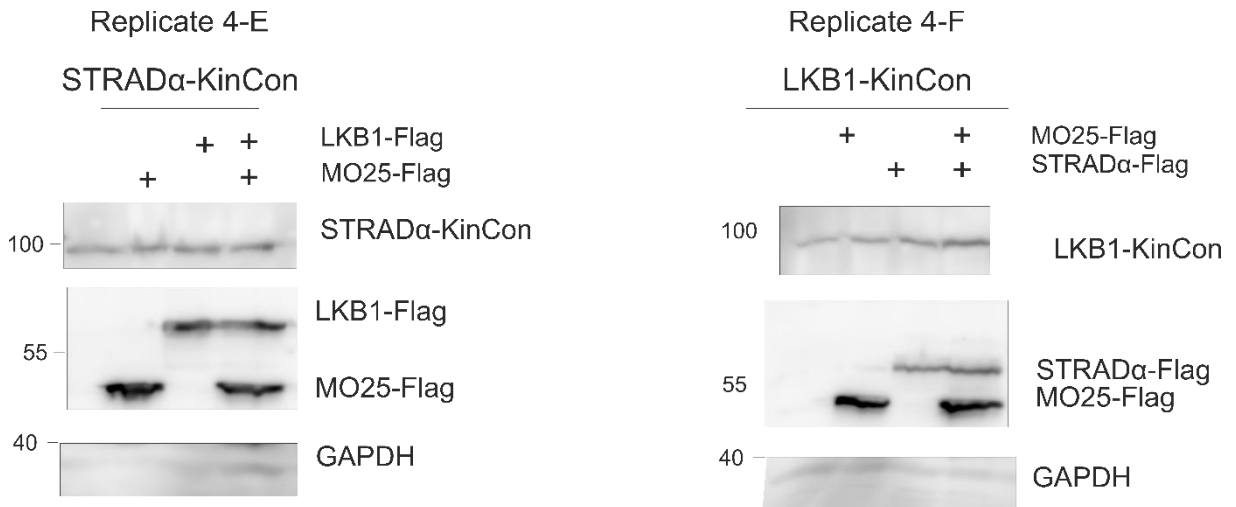 Replicate 4-E
STRADα-KinCon
+ + LKB1-Flag
+ + MO25-Flag
100 STRADα-KinCon
LKB1-Flag
55
MO25-Flag
40
GAPDH
Replicate 4-F
LKB1-KinCon
+ + MO25-Flag
+ + STRADα-Flag
100
LKB1-KinCon
STRADα-Flag
55 MO25-Flag
40
GAPDH